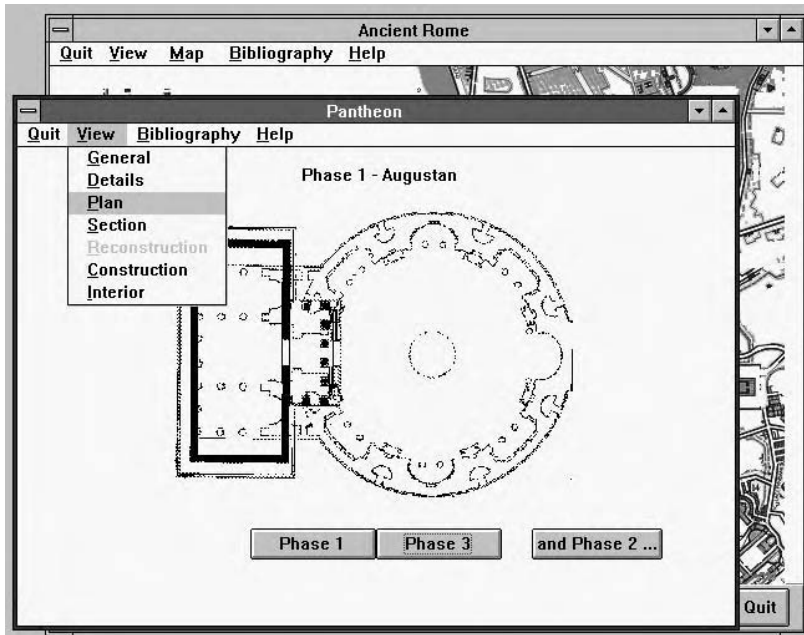 Ancient Rome
Quit View Map Bibliography Help
Pantheon
Quit View Bibliography Help
General
Details
Plan
Section
Reconstruction
Construction
Interior
Phase 1 - Augustan
Phase 1 Phase 3 and Phase 2 ...
Quit